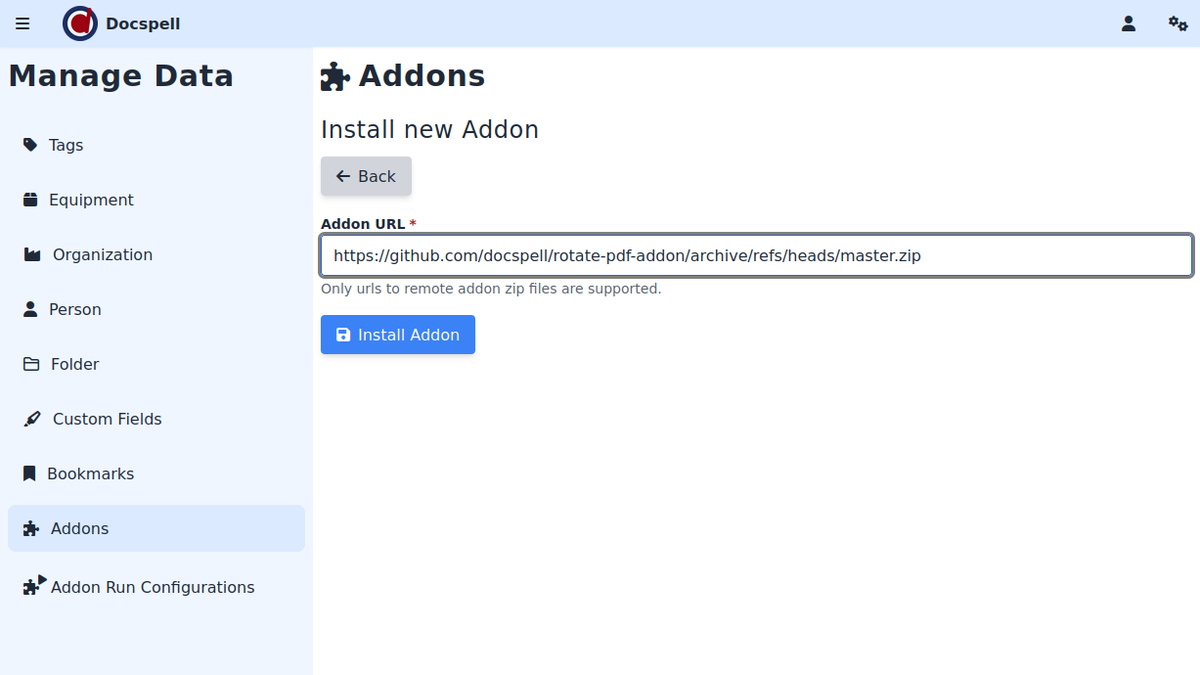 Docspell
Manage Data
Tags
Equipment
Organization
Person
Folder
Custom Fields
Bookmarks
Addons
Addon Run Configurations
Addons
Install new Addon
Back
Addon URL *
https://github.com/docspell/rotate-pdf-addon/archive/refs/heads/master.zip
Only urls to remote addon zip files are supported.
Install Addon